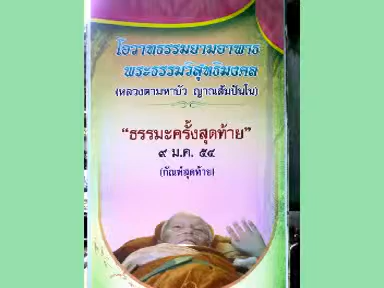 โอวาทธรรมยามอาพาธ
พระธรรมวิสุทธิมงคล
(หลวงตามหาบัว ญาณสัมปันโน)
"ธรรมะครั้งสุดท้าย"
๙ ม.ค. ๕๔
(กัณฑ์สุดท้าย)